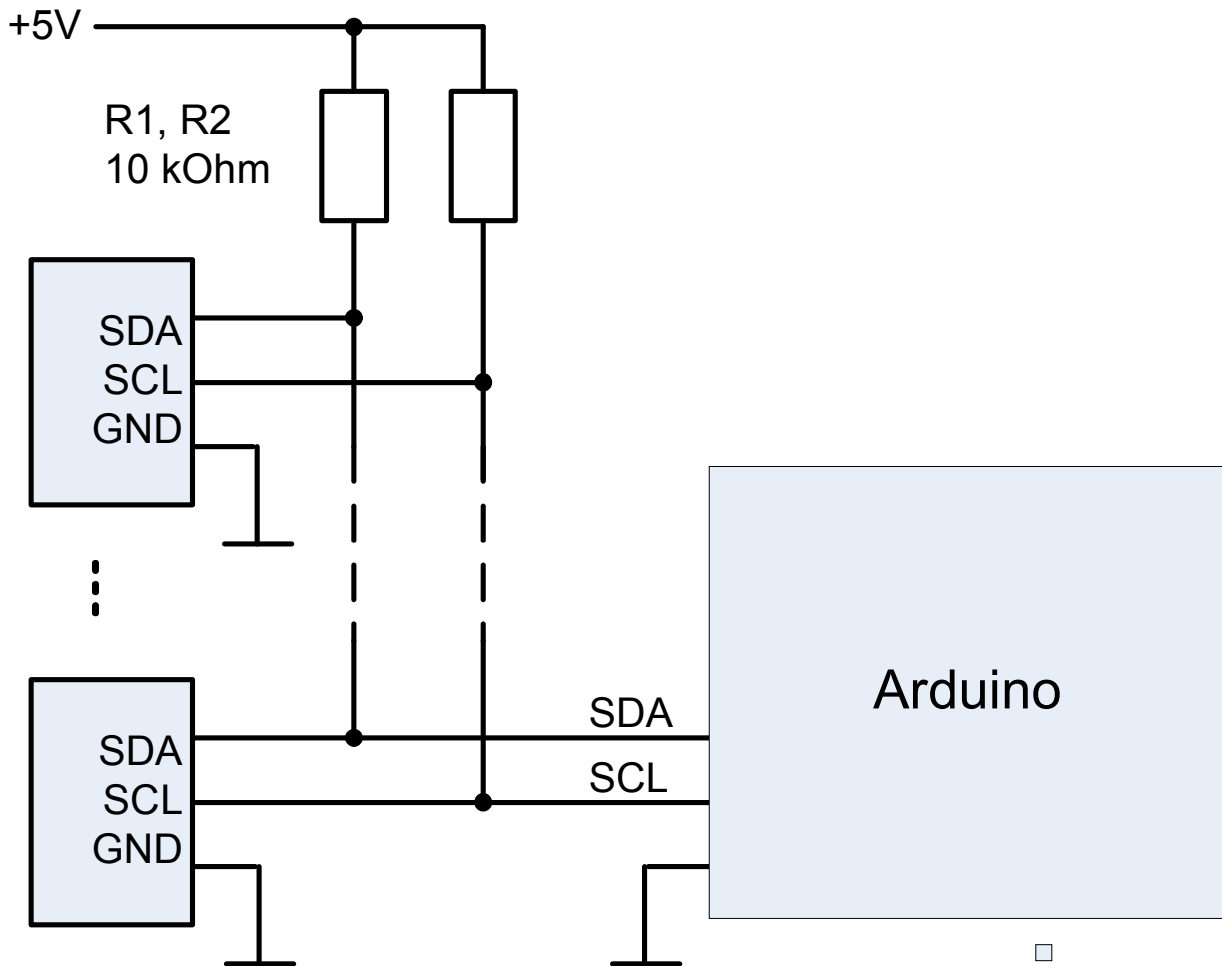 +5V
R1, R2
10 kOhm
SDA
SCL
GND
SDA
SCL
GND
SDA
SCL
Arduino